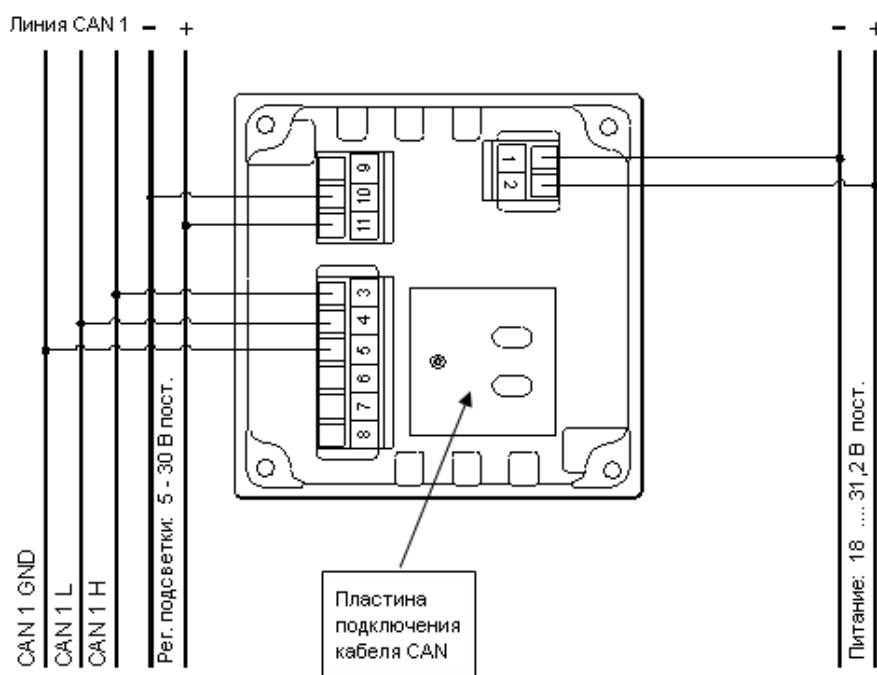 Линия CAN 1 - +
- +
9
10
11
1
2
3
4
5
6
7
8
CAN 1 GND
CAN 1 L
CAN 1 H
Рег. подсветки: 5 - 30 В пост.
Питание: 18 .... 31,2 В пост.
Пластина
подключения
кабеля CAN